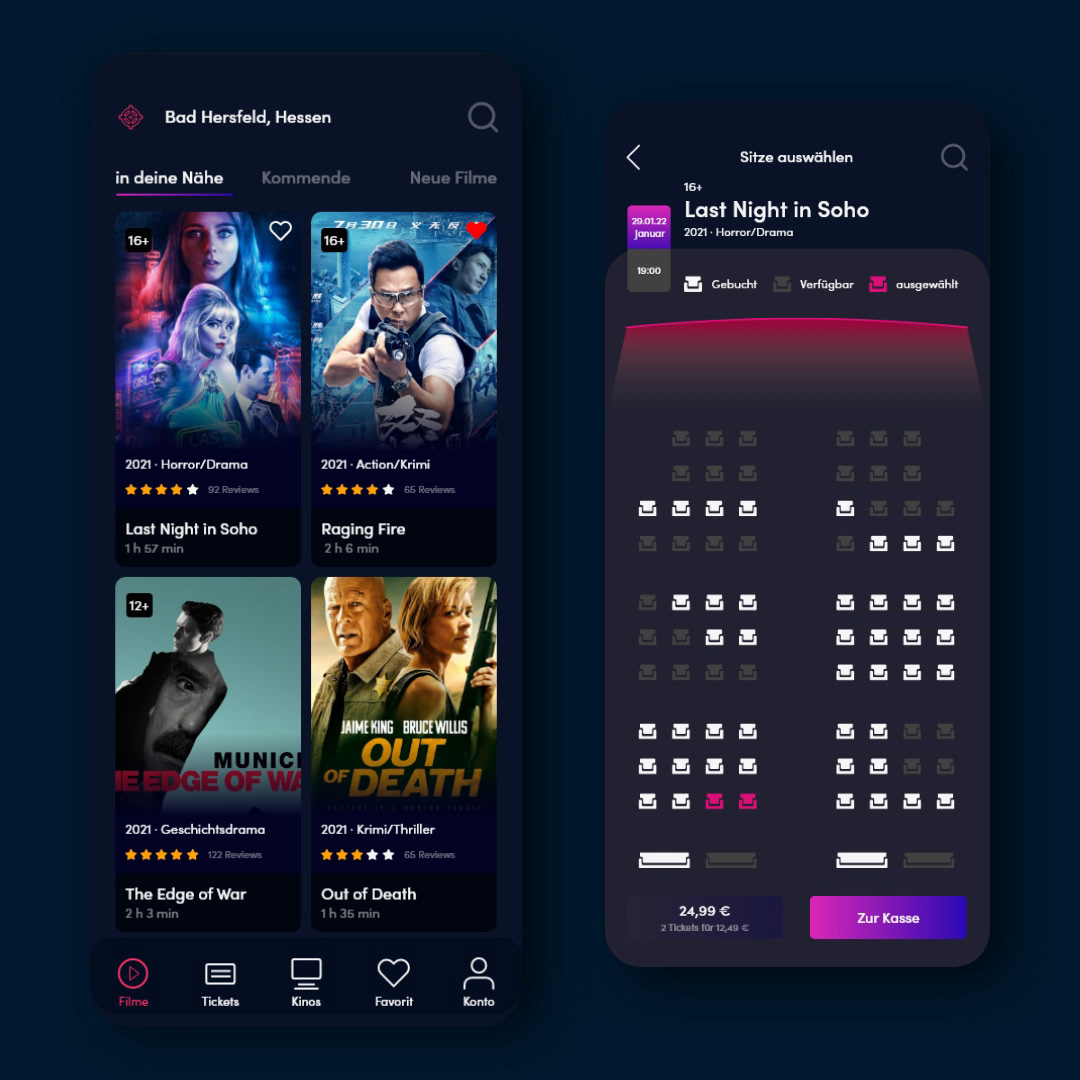 Bad Hersfeld, Hessen
in deine Nähe
Kommende
Neue Filme
16+
16+
7月30日 义无反
2021 · Horror/Drama
92 Reviews
Last Night in Soho
1 h 57 min
2021 · Action/Krimi
65 Reviews
Raging Fire
2 h 6 min
12+
MUNICH
HE EDGE OF WA
2021 · Geschichtsdrama
122 Reviews
The Edge of War
2 h 3 min
JAIME KING BRUCE WILLIS
OUT
OF DEATH
2021 · Krimi/Thriller
65 Reviews
Out of Death
1 h 35 min
Filme
Tickets
Kinos
Favorit
Konto
Sitze auswählen
16+
Last Night in Soho
2021 · Horror/Drama
29.01.22
Januar
19:00
Gebucht
Verfügbar
ausgewählt
24,99 €
2 Tickets für 12,49 €
Zur Kasse